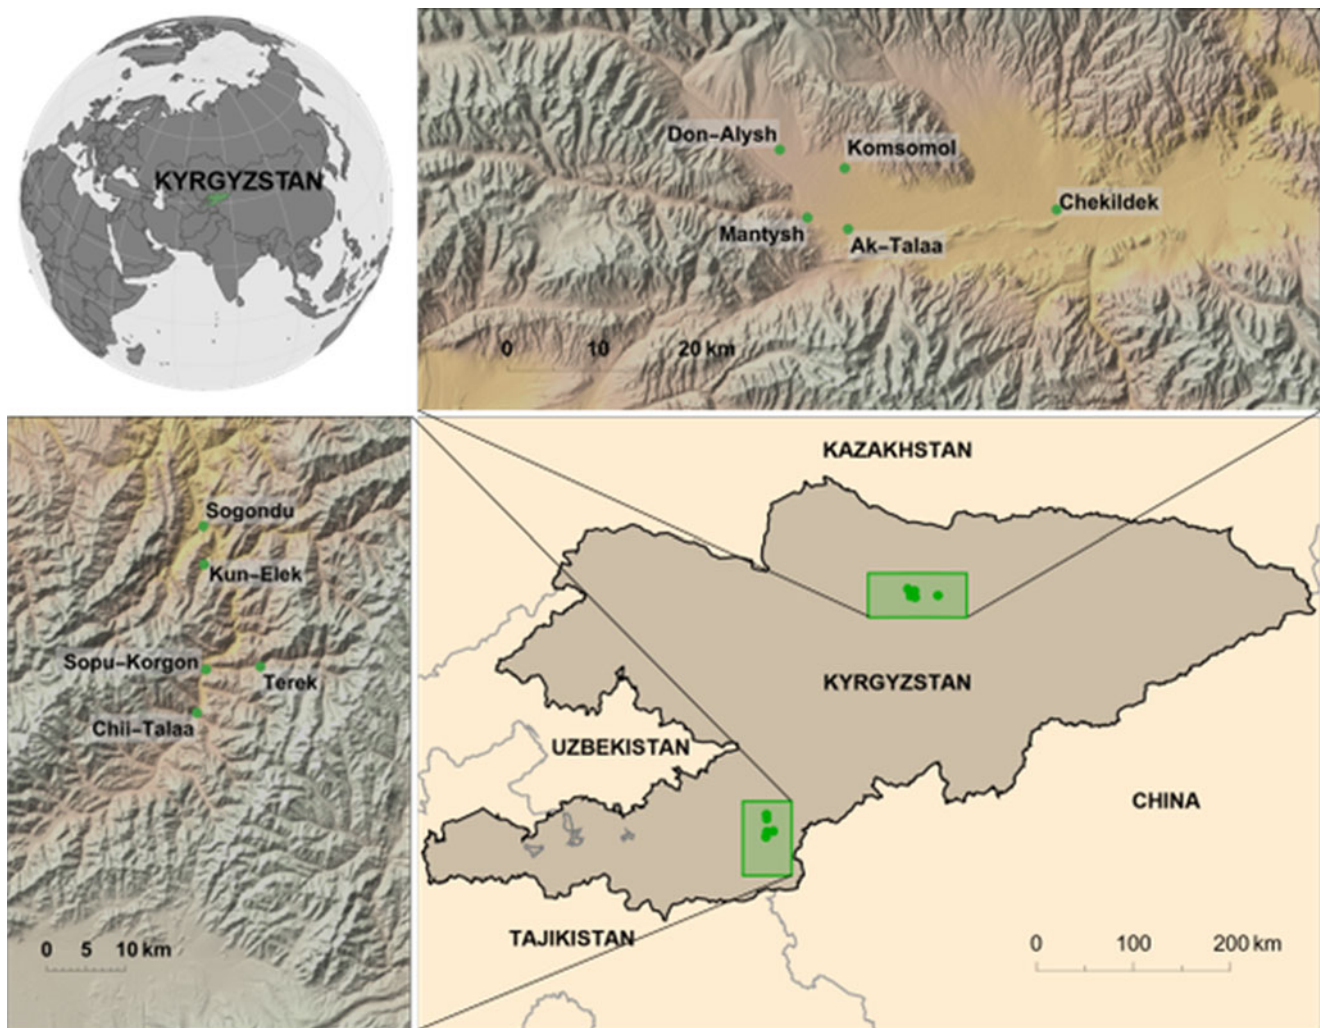 KYRGYZSTAN
Don–Alysh
Komsomol
Chekildek
Mantysh
Ak–Talaa
0 10 20 km
Sogondu
Kun–Elek
Sopu–Korgon
Terek
Chii–Talaa
0 5 10 km
KAZAKHSTAN
KYRGYZSTAN
UZBEKISTAN
CHINA
TAJIKISTAN
0 100 200 km